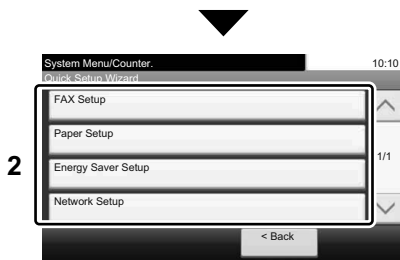 System Menu/Counter. 10:10
Quick Setup Wizard
FAX Setup
Paper Setup
2 Energy Saver Setup 1/1
Network Setup
< Back